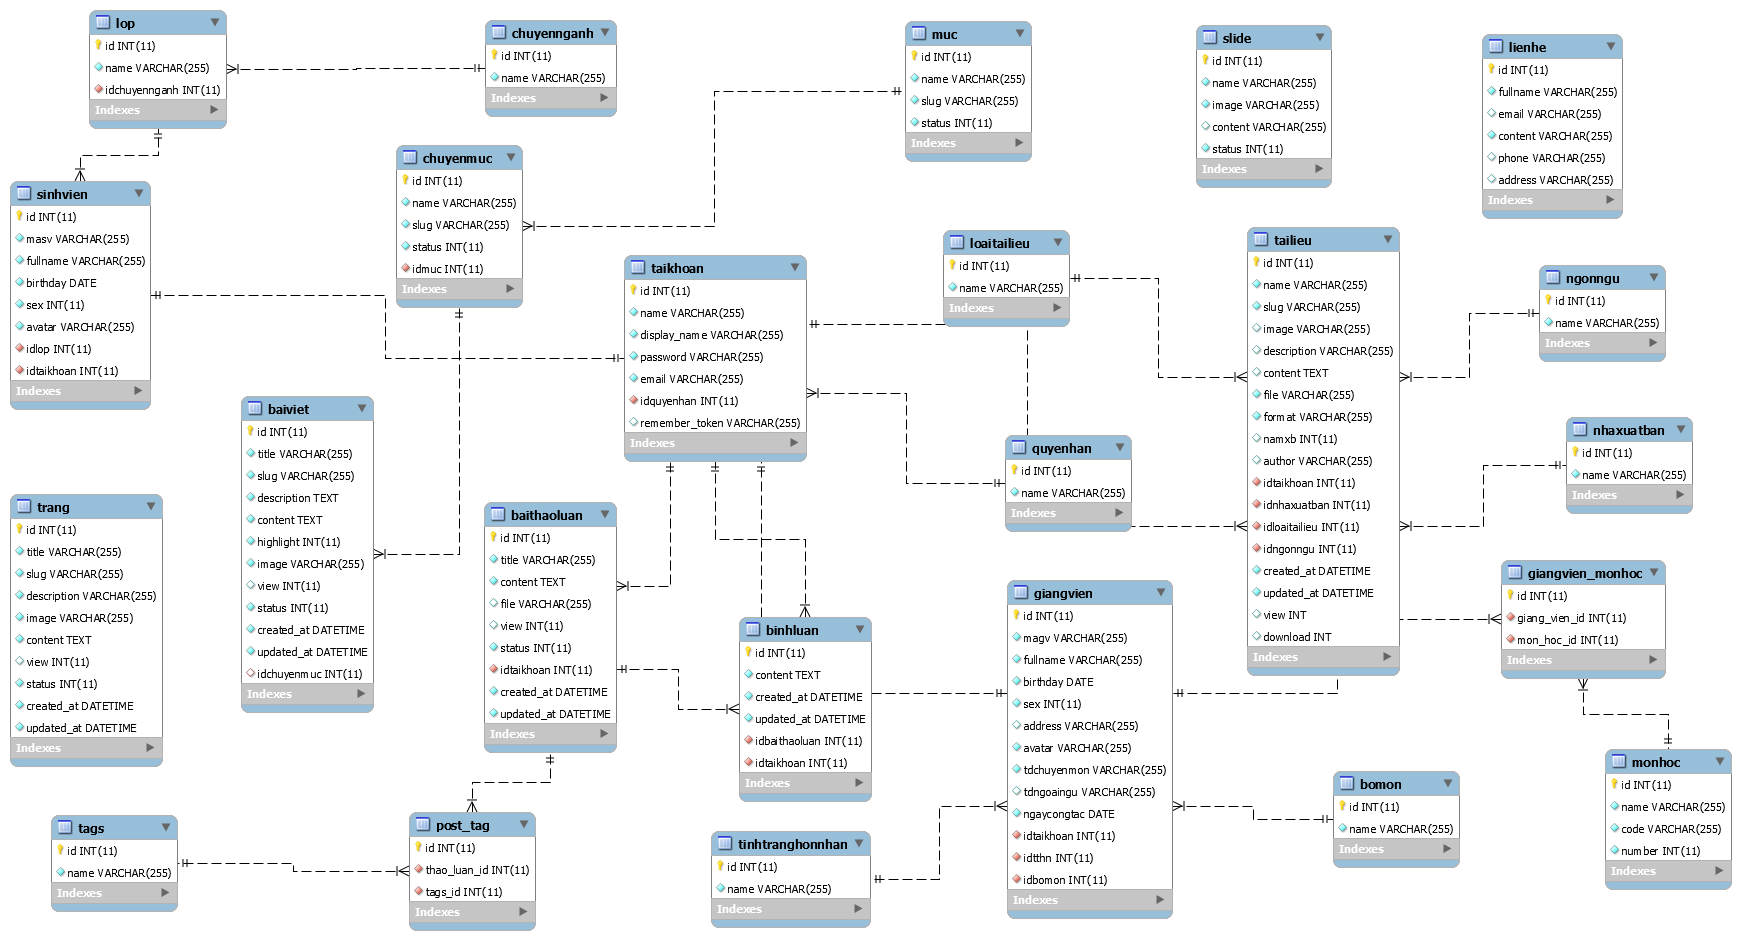 lop
id INT(11)
name VARCHAR(255)
idchuyennganh INT(11)
Indexes
chuyennganh
id INT(11)
name VARCHAR(255)
Indexes
muc
id INT(11)
name VARCHAR(255)
slug VARCHAR(255)
status INT(11)
Indexes
slide
id INT(11)
name VARCHAR(255)
image VARCHAR(255)
content VARCHAR(255)
status INT(11)
Indexes
lienhe
id INT(11)
fullname VARCHAR(255)
email VARCHAR(255)
content VARCHAR(255)
phone VARCHAR(255)
address VARCHAR(255)
Indexes
sinhvien
id INT(11)
masv VARCHAR(255)
fullname VARCHAR(255)
birthday DATE
sex INT(11)
avatar VARCHAR(255)
idlop INT(11)
idtaikhoan INT(11)
Indexes
chuyenmuc
id INT(11)
name VARCHAR(255)
slug VARCHAR(255)
status INT(11)
idmuc INT(11)
Indexes
taikhoan
id INT(11)
name VARCHAR(255)
display_name VARCHAR(255)
password VARCHAR(255)
email VARCHAR(255)
idquyenhan INT(11)
remember_token VARCHAR(255)
Indexes
loaitailieu
id INT(11)
name VARCHAR(255)
Indexes
tailieu
id INT(11)
name VARCHAR(255)
slug VARCHAR(255)
image VARCHAR(255)
description VARCHAR(255)
content TEXT
file VARCHAR(255)
format VARCHAR(255)
namxb INT(11)
author VARCHAR(255)
idtaikhoan INT(11)
idnhaxuatban INT(11)
idloaitailieu INT(11)
idngonngu INT(11)
created_at DATETIME
updated_at DATETIME
view INT
download INT
Indexes
ngonngu
id INT(11)
name VARCHAR(255)
Indexes
baiviet
id INT(11)
title VARCHAR(255)
slug VARCHAR(255)
description TEXT
content TEXT
highlight INT(11)
image VARCHAR(255)
view INT(11)
status INT(11)
created_at DATETIME
updated_at DATETIME
idchuyenmuc INT(11)
Indexes
quyenhan
id INT(11)
name VARCHAR(255)
Indexes
nhaxuatban
id INT(11)
name VARCHAR(255)
Indexes
trang
id INT(11)
title VARCHAR(255)
slug VARCHAR(255)
description VARCHAR(255)
image VARCHAR(255)
content TEXT
view INT(11)
status INT(11)
created_at DATETIME
updated_at DATETIME
Indexes
baithaoluan
id INT(11)
title VARCHAR(255)
content TEXT
file VARCHAR(255)
view INT(11)
status INT(11)
idtaikhoan INT(11)
created_at DATETIME
updated_at DATETIME
Indexes
binhluan
id INT(11)
content TEXT
created_at DATETIME
updated_at DATETIME
idbaithaoluan INT(11)
idtaikhoan INT(11)
Indexes
giangvien
id INT(11)
magv VARCHAR(255)
fullname VARCHAR(255)
birthday DATE
sex INT(11)
address VARCHAR(255)
avatar VARCHAR(255)
tdchuyenmon VARCHAR(255)
tdngoaingu VARCHAR(255)
ngaycongtac DATE
idtaikhoan INT(11)
idtthn INT(11)
idbomon INT(11)
Indexes
giangvien_monhoc
id INT(11)
giang_vien_id INT(11)
mon_hoc_id INT(11)
Indexes
monhoc
id INT(11)
name VARCHAR(255)
code VARCHAR(255)
number INT(11)
Indexes
bomon
id INT(11)
name VARCHAR(255)
Indexes
tags
id INT(11)
name VARCHAR(255)
Indexes
post_tag
id INT(11)
thao_luan_id INT(11)
tags_id INT(11)
Indexes
tinhtranghonnhan
id INT(11)
name VARCHAR(255)
Indexes